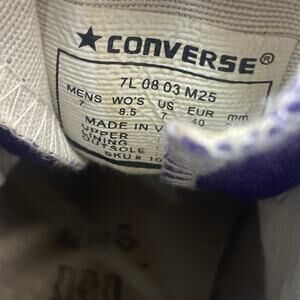 ★ CONVERSE®
7L 08 03 M25
MENS WO'S US EUR mm
7 8.5 7 40
MADE IN V
UPPER
LINING
OUTSOLE
SKU# 10